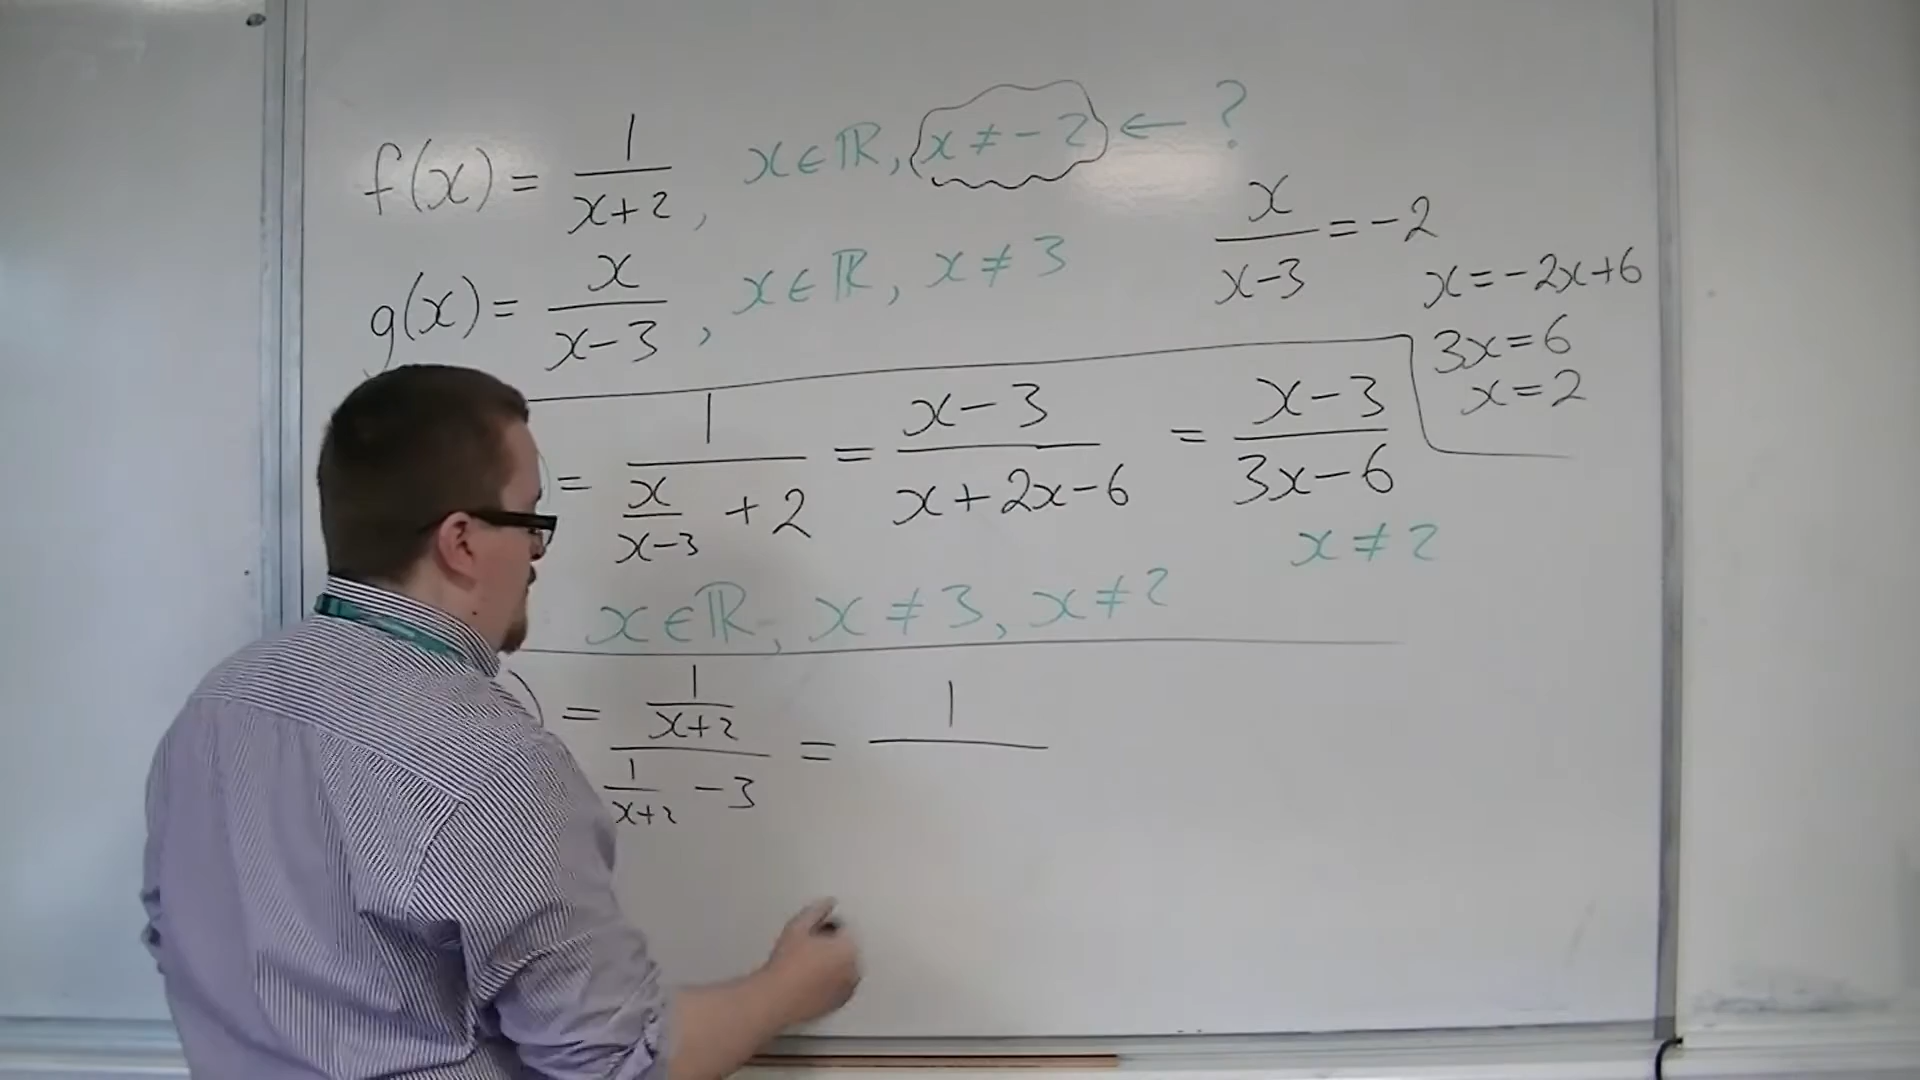 f(x) = 1/(x+2), x∈ℝ, x ≠ -2 ← ?
g(x) = x/(x-3), x∈ℝ, x ≠ 3
x/(x-3) = -2
x = -2x+6
3x = 6
x = 2
) = 1/(x/(x-3) + 2) = (x-3)/(x+2x-6) = (x-3)/(3x-6)
x ≠ 2
x∈ℝ, x ≠ 3, x ≠ 2
) = (1/(x+2))/(1/(x+2) - 3) = 1/